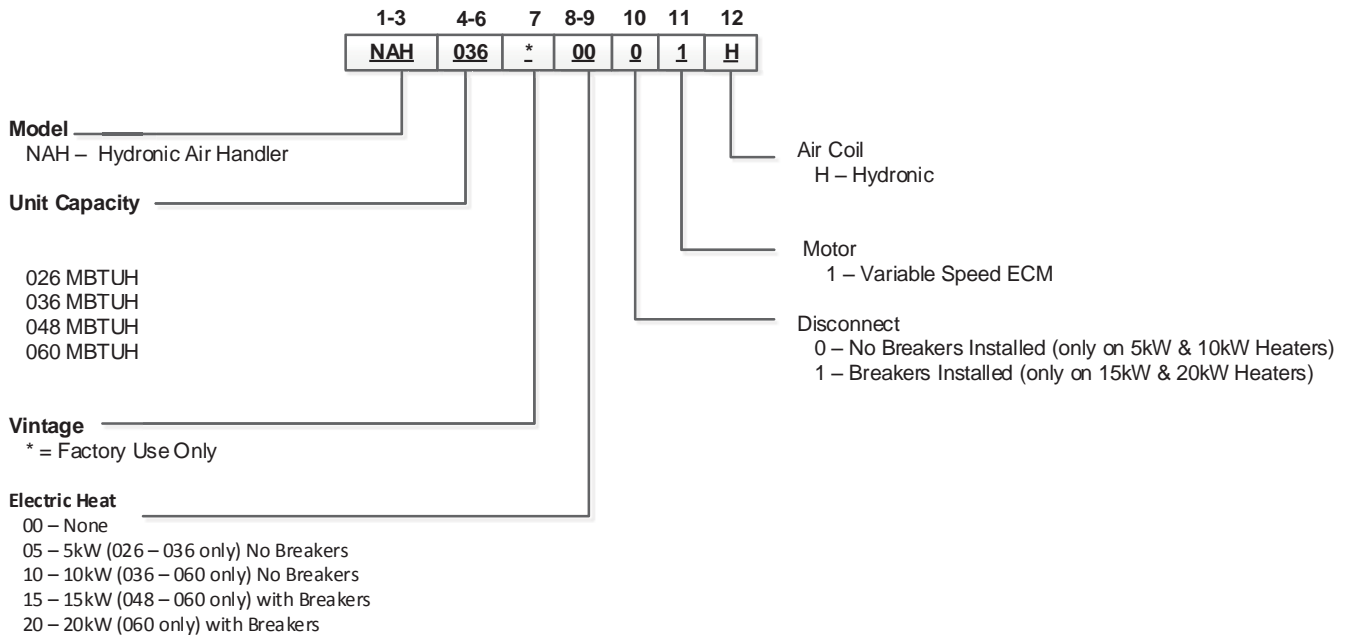 1-3 4-6 7 8-9 10 11 12
NAH 036 * 00 0 1 H
Model
NAH – Hydronic Air Handler
Unit Capacity
026 MBTUH
036 MBTUH
048 MBTUH
060 MBTUH
Vintage
* = Factory Use Only
Electric Heat
00 – None
05 – 5kW (026 – 036 only) No Breakers
10 – 10kW (036 – 060 only) No Breakers
15 – 15kW (048 – 060 only) with Breakers
20 – 20kW (060 only) with Breakers
Air Coil
H – Hydronic
Motor
1 – Variable Speed ECM
Disconnect
0 – No Breakers Installed (only on 5kW & 10kW Heaters)
1 – Breakers Installed (only on 15kW & 20kW Heaters)